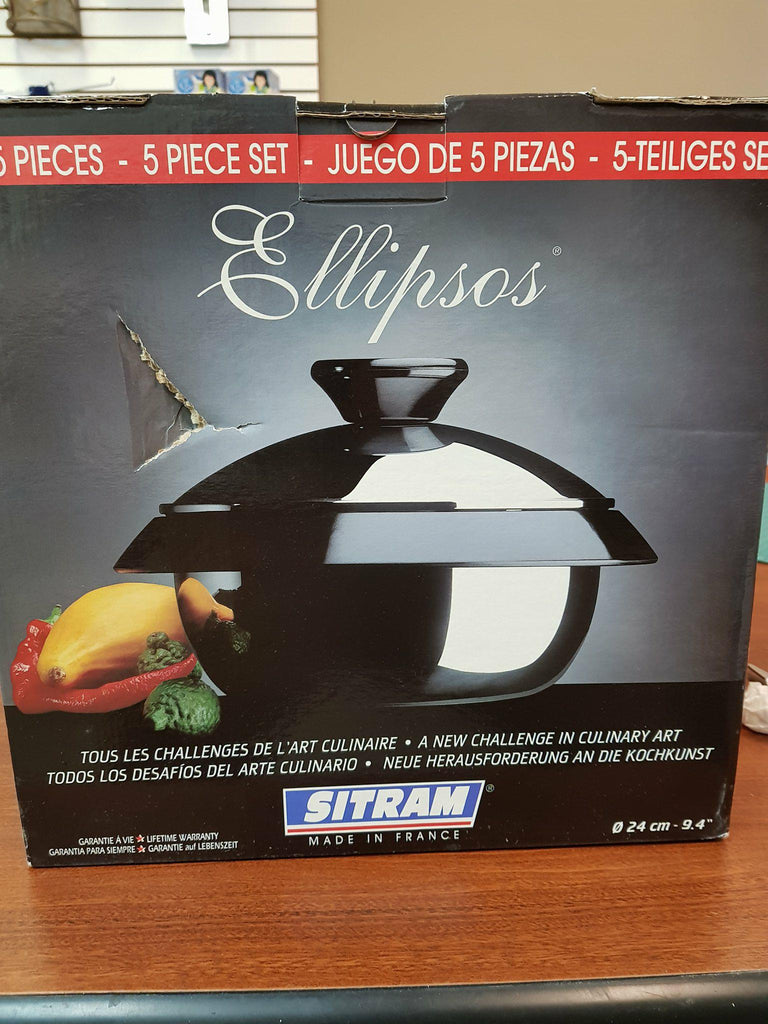 5 PIECES - 5 PIECE SET - JUEGO DE 5 PIEZAS - 5-TEILIGES SE
Ellipsos®
TOUS LES CHALLENGES DE L'ART CULINAIRE • A NEW CHALLENGE IN CULINARY ART
TODOS LOS DESAFÍOS DEL ARTE CULINARIO • NEUE HERAUSFORDERUNG AN DIE KOCHKUNST
SITRAM®
MADE IN FRANCE
GARANTIE À VIE ★ LIFETIME WARRANTY
GARANTIA PARA SIEMPRE ★ GARANTIE auf LEBENSZEIT
Ø 24 cm - 9.4"